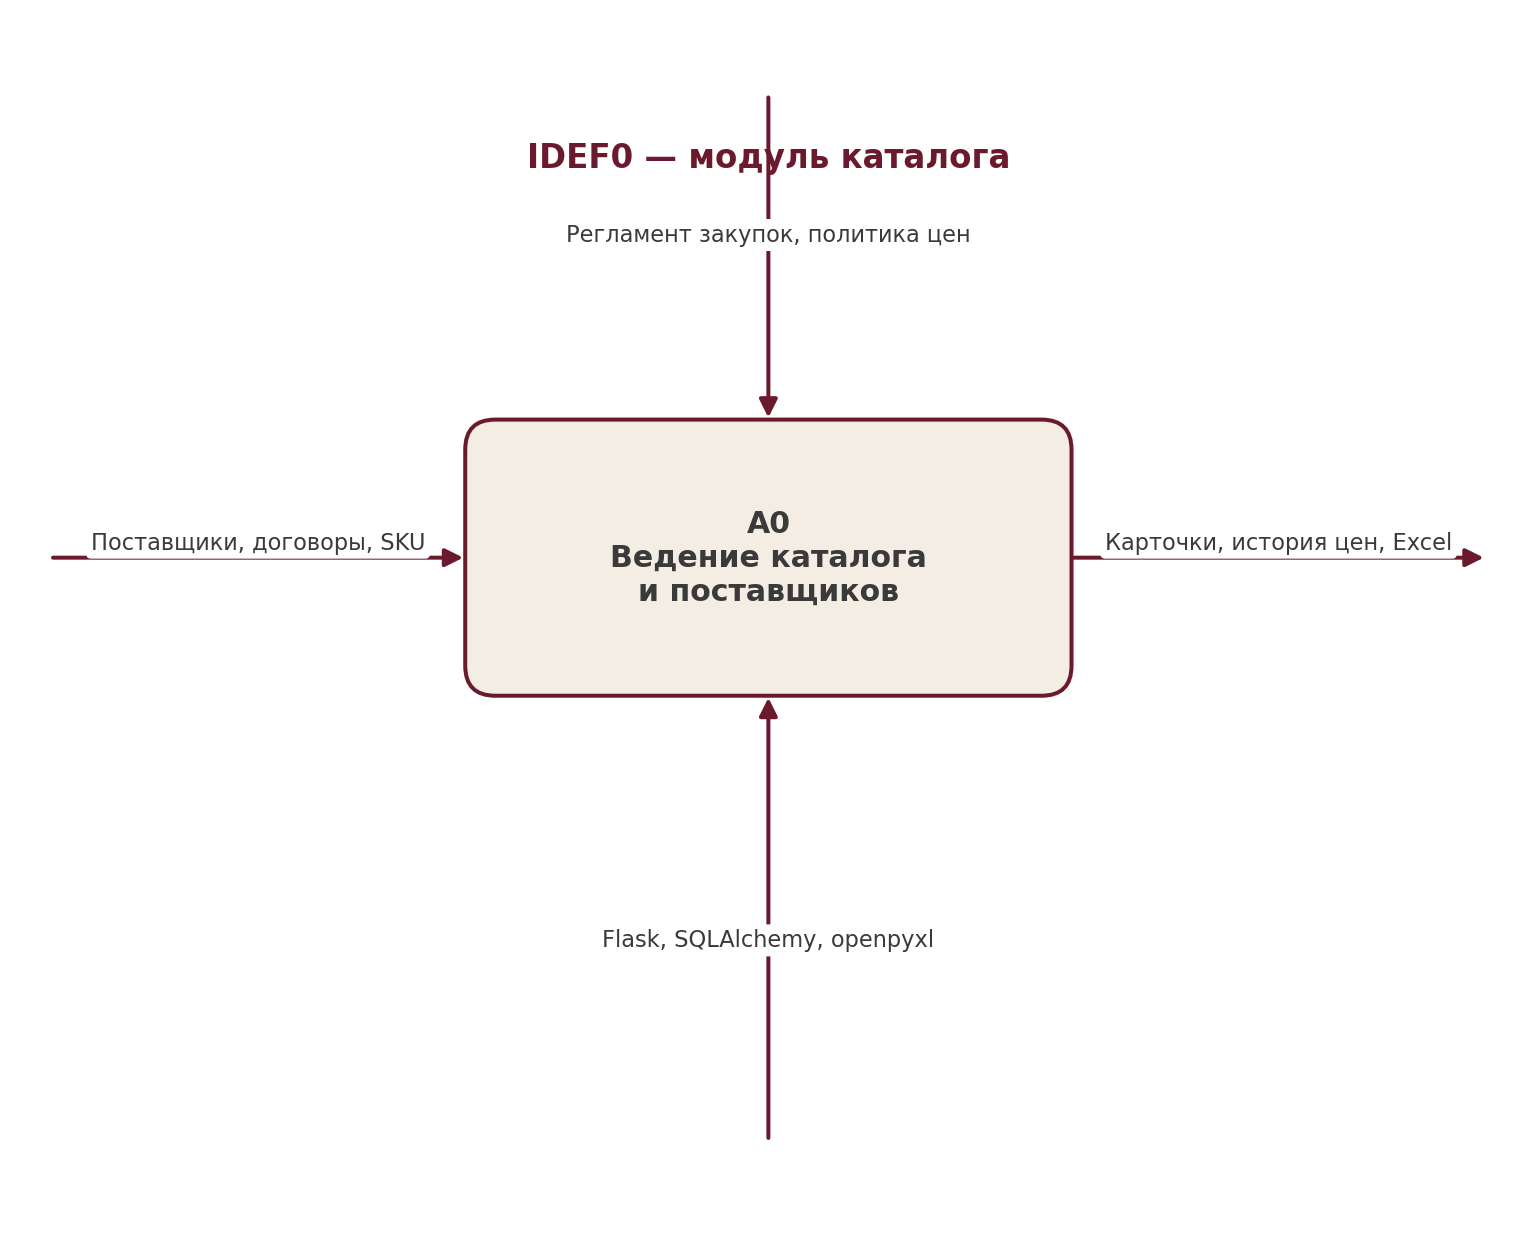 IDEF0 — модуль каталога
Регламент закупок, политика цен
Поставщики, договоры, SKU
A0
Ведение каталога
и поставщиков
Карточки, история цен, Excel
Flask, SQLAlchemy, openpyxl